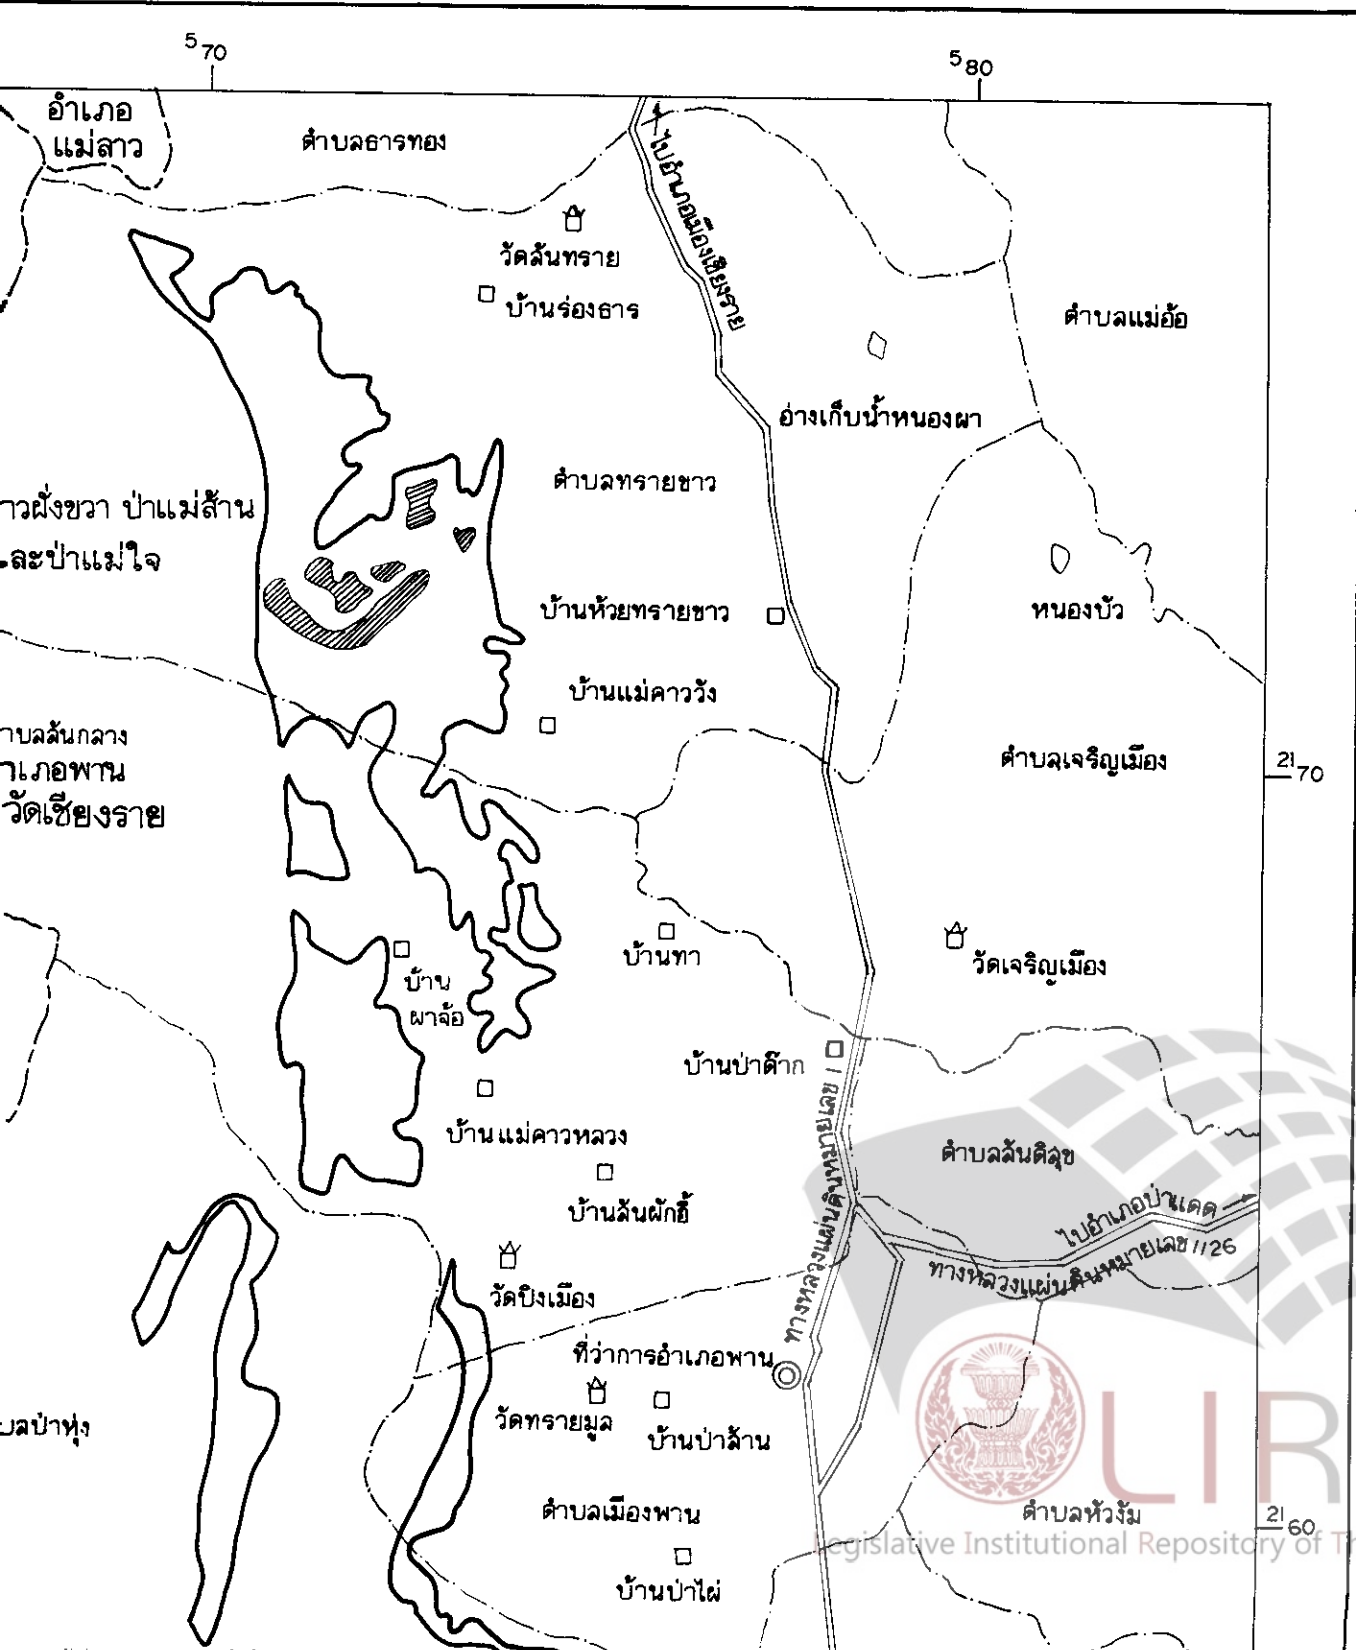 570
580
อำเภอ
แม่ลาว
ตำบลธารทอง
ไปอำเภอเมืองเชียงราย
วัดสันทราย
บ้านร่องธาร
ตำบลแม่อ้อ
อ่างเก็บน้ำหนองผา
ตำบลทรายขาว
าวฝั่งขวา ป่าแม่ส้าน
ละป่าแม่ใจ
บ้านห้วยทรายขาว
หนองบัว
บ้านแม่คาววัง
าบลสันกลาง
าเภอพาน
วัดเชียงราย
ตำบลเจริญเมือง
2170
บ้านทา
วัดเจริญเมือง
บ้าน
ผาจ้อ
บ้านป่าต๊าก
บ้านแม่คาวหลวง
ตำบลสันติสุข
ทางหลวงแผ่นดินหมายเลข 1
บ้านสันผักฮี้
ไปอำเภอป่าแดด
ทางหลวงแผ่นดินหมายเลข 1126
วัดปิงเมือง
ที่ว่าการอำเภอพาน
วัดทรายมูล
บ้านป่าส้าน
บลป่าหุ่ง
LIR
ตำบลเมืองพาน
ตำบลหัวง้ม
2160
Legislative Institutional Repository of T
บ้านป่าไผ่